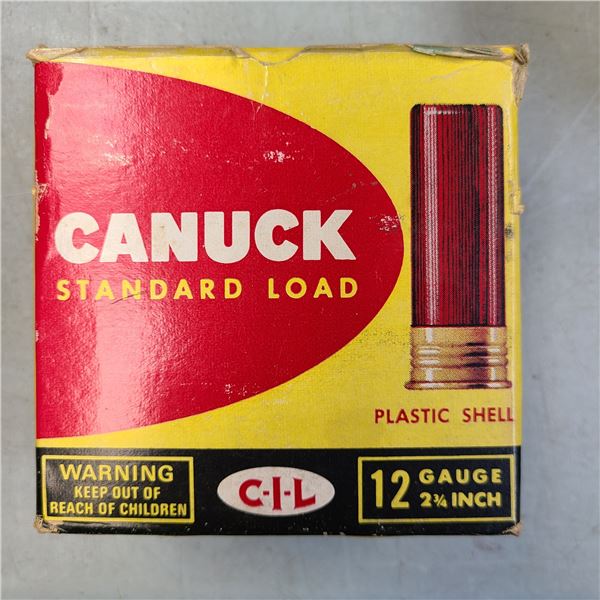 CANUCK
STANDARD LOAD
PLASTIC SHELL
WARNING
KEEP OUT OF
REACH OF CHILDREN
C-I-L
12 GAUGE
2¾ INCH